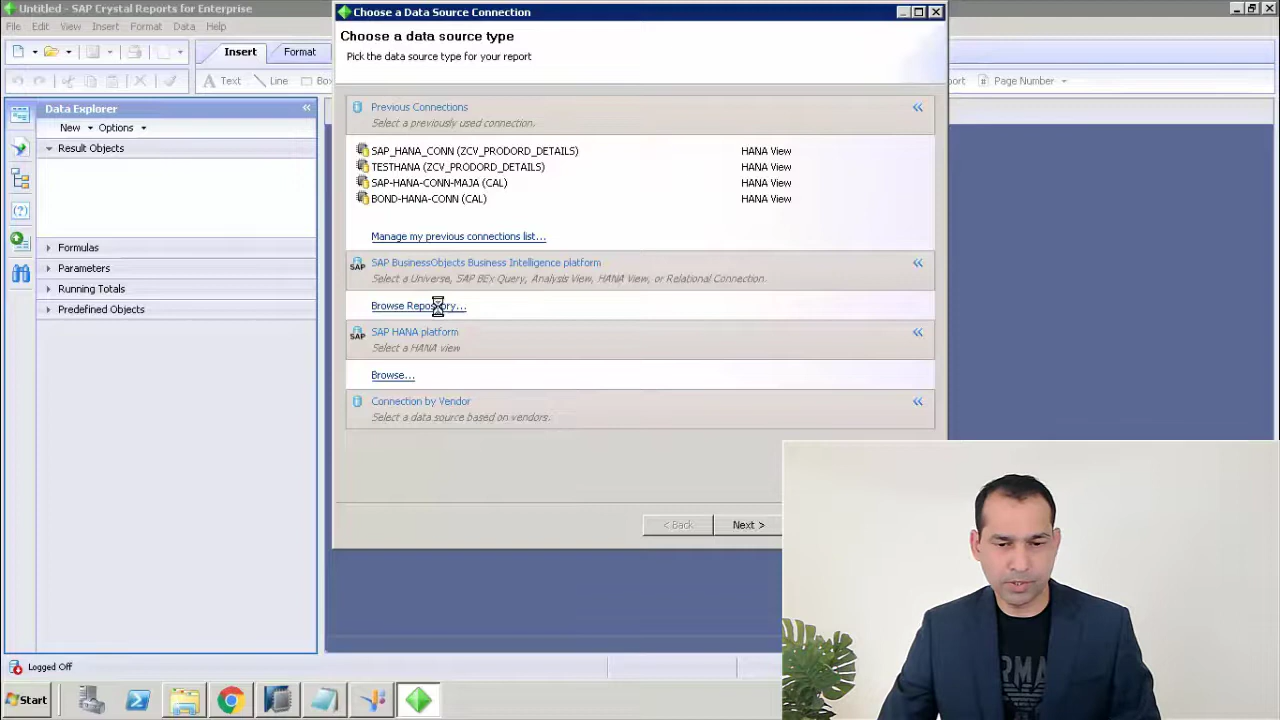 Untitled - SAP Crystal Reports for Enterprise
Choose a Data Source Connection
File Edit View Insert Format Data Help
Choose a data source type
Pick the data source type for your report
Insert Format
Text Line Bo
ort Page Number
Data Explorer
New Options
Result Objects
Formulas
Parameters
Running Totals
Predefined Objects
Previous Connections
Select a previously used connection.
SAP_HANA_CONN (ZCV_PRODORD_DETAILS) HANA View
TESTHANA (ZCV_PRODORD_DETAILS) HANA View
SAP-HANA-CONN-MAJA (CAL) HANA View
BOND-HANA-CONN (CAL) HANA View
Manage my previous connections list...
SAP BusinessObjects Business Intelligence platform
Select a Universe, SAP BEx Query, Analysis View, HANA View, or Relational Connection.
Browse Repository...
SAP HANA platform
Select a HANA view
Browse...
Connection by Vendor
Select a data source based on vendors.
< Back Next >
Logged Off
Start